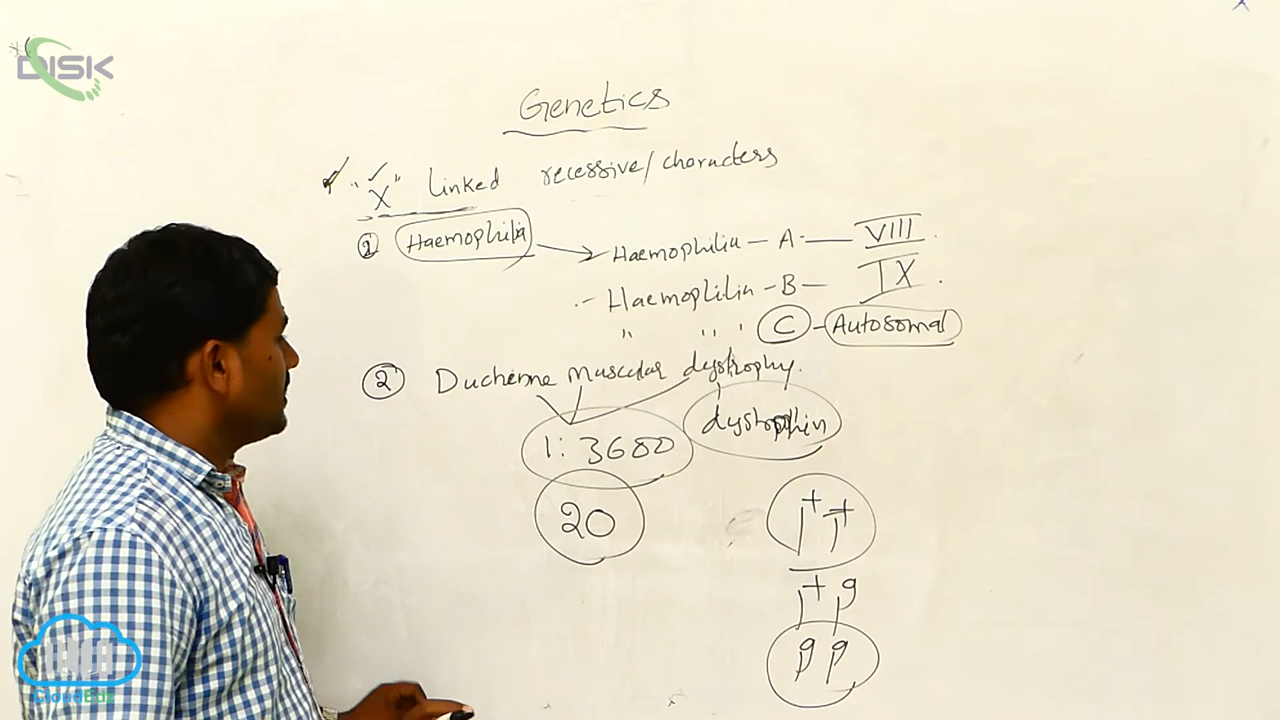 DISK
Genetics
"X" Linked recessive/characters
① Haemophilia → Haemophilia - A - VIII
- Haemophilia - B - IX
" " " C - Autosomal
② Duchenne muscular dystrophy.
1: 3600 dystrophin
20
CloudEdz